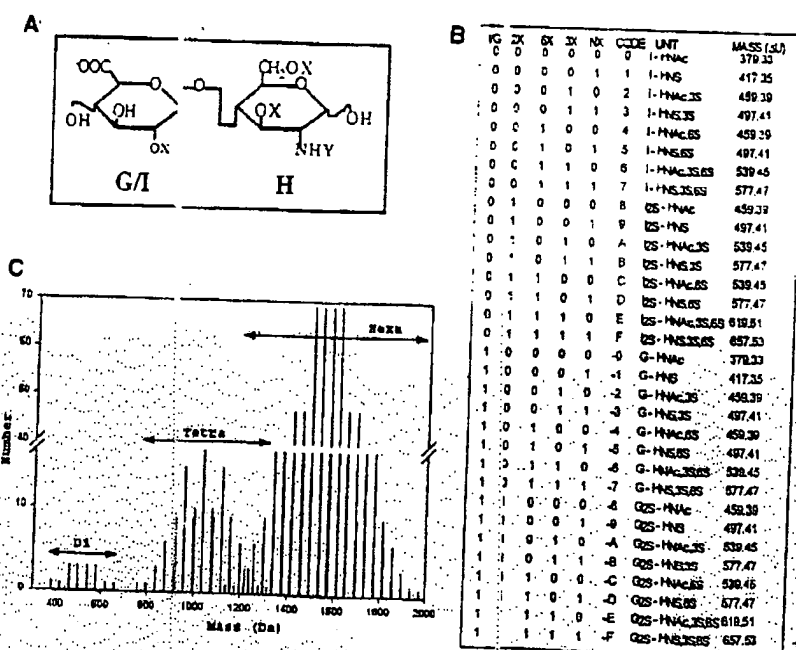 A
OOC
CH2OX
O
O
O
OH
OH
OX
OX
NHY
OH
G/I
H
B
I/G 2X 6X 3X NX CODE UNIT MASS (DU)
0 0 0 0 0 0 I-HNAc 379.33
0 0 0 0 1 1 I-HNS 417.35
0 0 0 1 0 2 I-HNAc,3S 459.39
0 0 0 1 1 3 I-HNS,3S 497.41
0 0 1 0 0 4 I-HNAc,6S 459.39
0 0 1 0 1 5 I-HNS,6S 497.41
0 0 1 1 0 6 I-HNAc,3S,6S 539.45
0 0 1 1 1 7 I-HNS,3S,6S 577.47
0 1 0 0 0 8 I2S-HNAc 459.39
0 1 0 0 1 9 I2S-HNS 497.41
0 1 0 1 0 A I2S-HNAc,3S 539.45
0 1 0 1 1 B I2S-HNS,3S 577.47
0 1 1 0 0 C I2S-HNAc,6S 539.45
0 1 1 0 1 D I2S-HNS,6S 577.47
0 1 1 1 0 E I2S-HNAc,3S,6S 619.51
0 1 1 1 1 F I2S-HNS,3S,6S 657.53
1 0 0 0 0 -0 G-HNAc 379.33
1 0 0 0 1 -1 G-HNS 417.35
1 0 0 1 0 -2 G-HNAc,3S 459.39
1 0 0 1 1 -3 G-HNS,3S 497.41
1 0 1 0 0 -4 G-HNAc,6S 459.39
1 0 1 0 1 -5 G-HNS,6S 497.41
1 0 1 1 0 -6 G-HNAc,3S,6S 539.45
1 0 1 1 1 -7 G-HNS,3S,6S 577.47
1 1 0 0 0 -8 G2S-HNAc 459.39
1 1 0 0 1 -9 G2S-HNS 497.41
1 1 0 1 0 -A G2S-HNAc,3S 539.45
1 1 0 1 1 -B G2S-HNS,3S 577.47
1 1 1 0 0 -C G2S-HNAc,6S 539.45
1 1 1 0 1 -D G2S-HNS,6S 577.47
1 1 1 1 0 -E G2S-HNAc,3S,6S 619.51
1 1 1 1 1 -F G2S-HNS,3S,6S 657.53
C
70
60
50
40
10
0
Number
Di
Tetra
Hexa
400 600 800 1000 1200 1400 1600 1800 2000
MASS (Da)